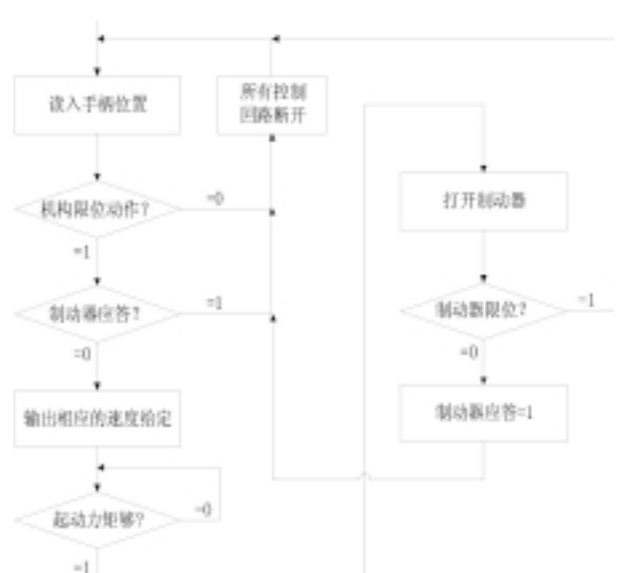 读入手柄位置
所有控制
回路断开
机构限位动作?
=0
=1
制动器应答?
=1
=0
输出相应的速度给定
起动力矩够?
=0
=1
打开制动器
制动器限位?
=1
=0
制动器应答=1